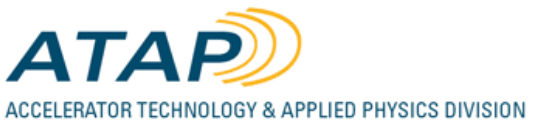 ATAP
ACCELERATOR TECHNOLOGY & APPLIED PHYSICS DIVISION